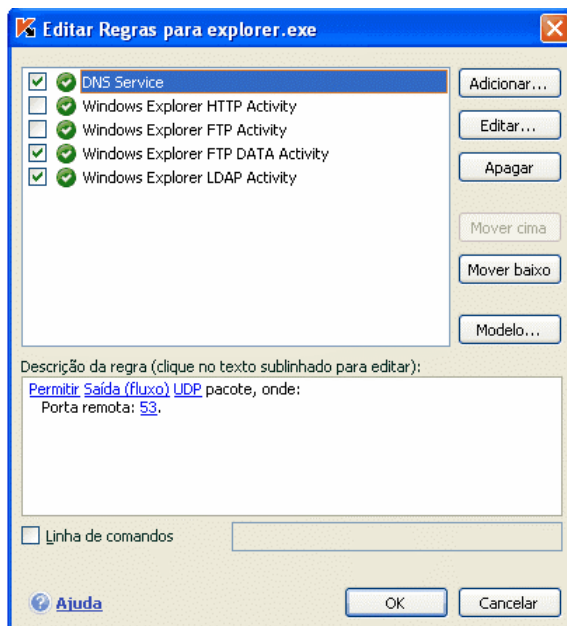 Editar Regras para explorer.exe
DNS Service
Windows Explorer HTTP Activity
Windows Explorer FTP Activity
Windows Explorer FTP DATA Activity
Windows Explorer LDAP Activity
Adicionar...
Editar...
Apagar
Mover cima
Mover baixo
Modelo...
Descrição da regra (clique no texto sublinhado para editar):
Permitir Saída (fluxo) UDP pacote, onde:
Porta remota: 53.
Linha de comandos
Ajuda
OK
Cancelar